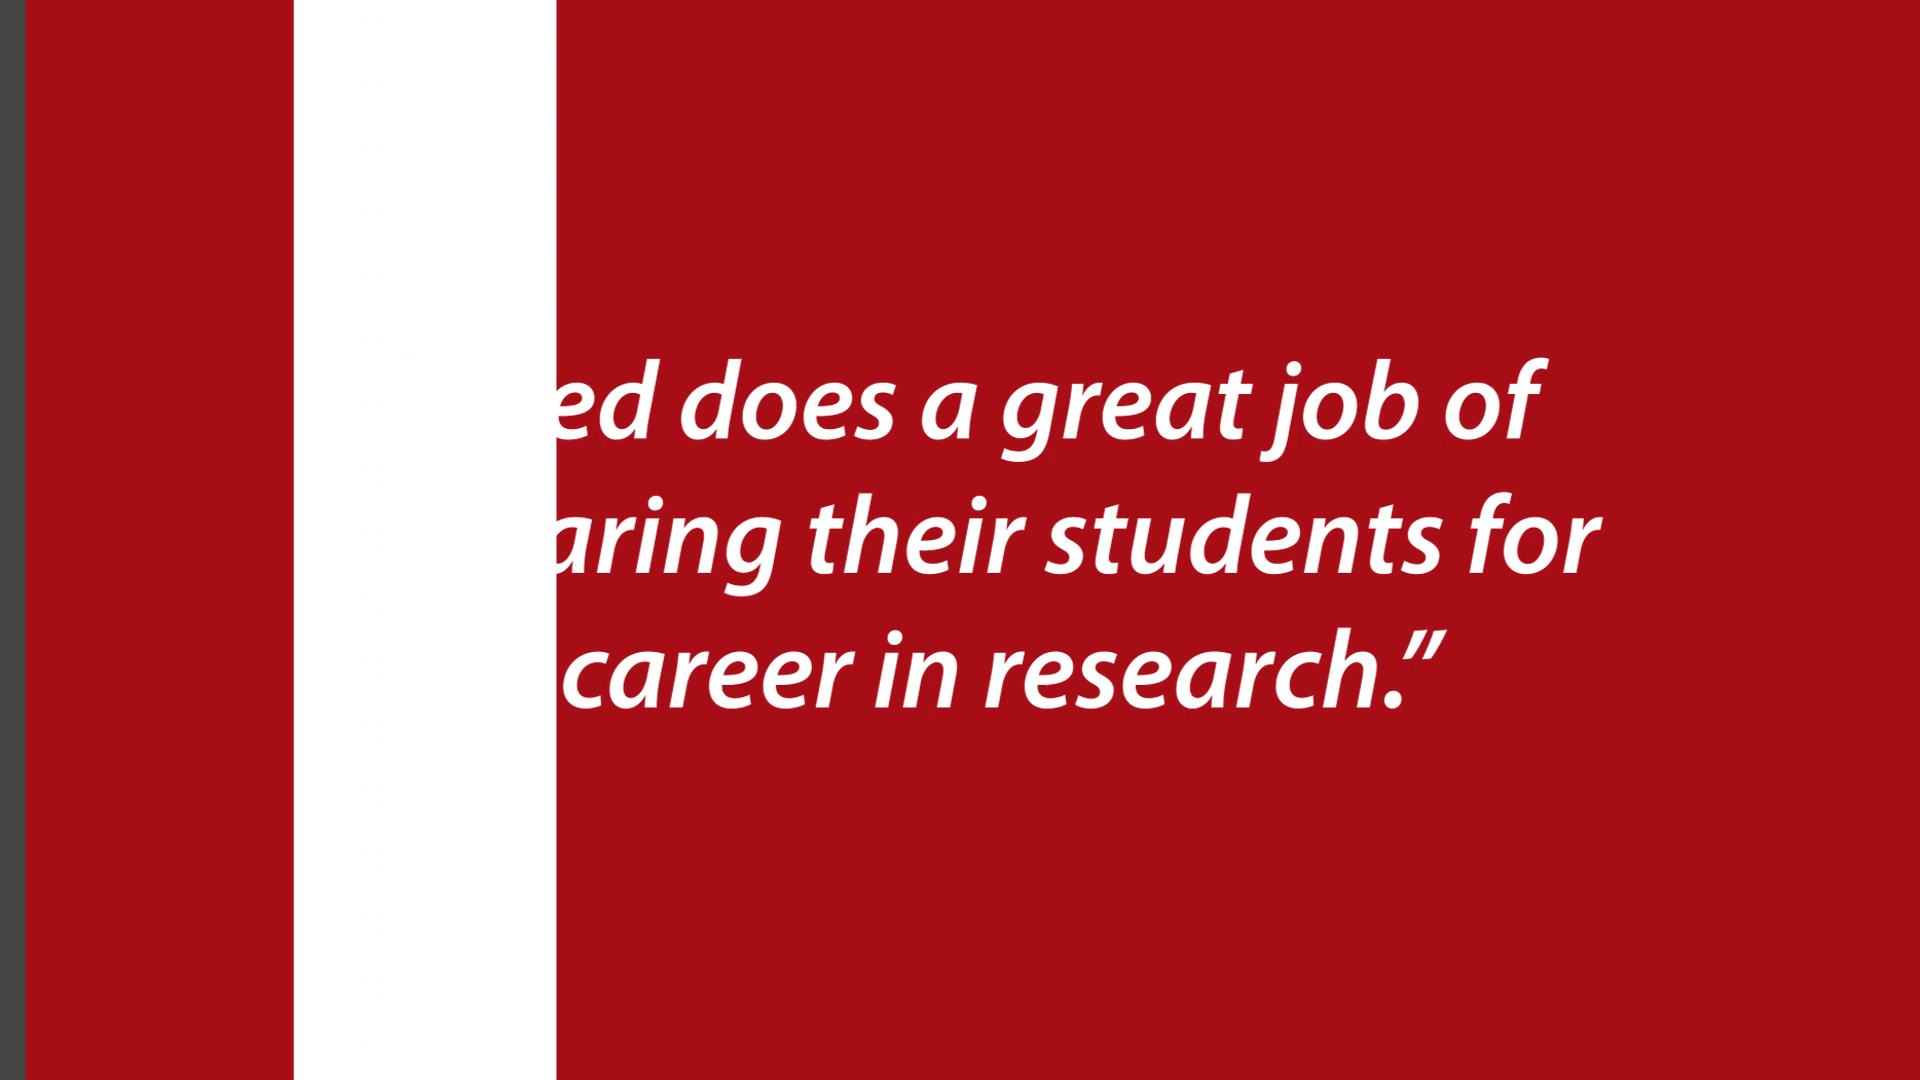 ed does a great job of
aring their students for
career in research.”